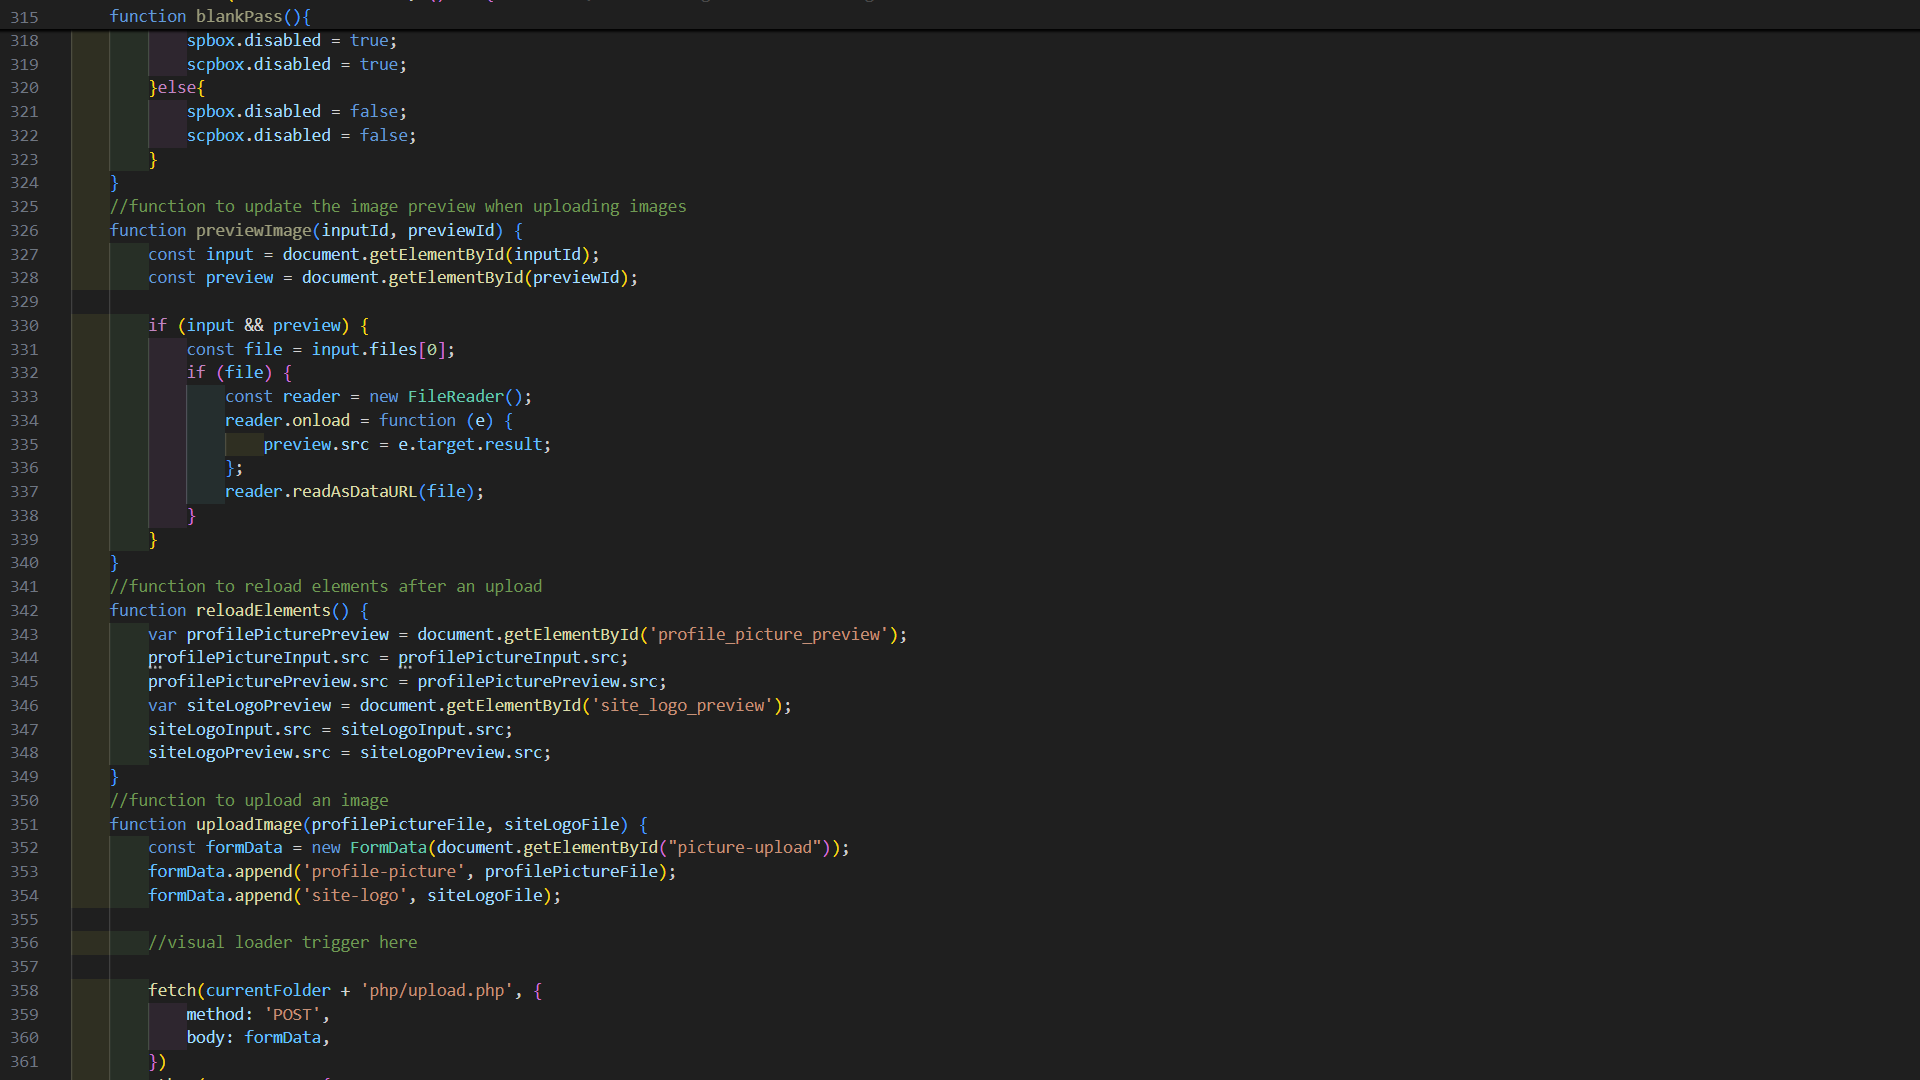 315 function blankPass(){
318 spbox.disabled = true;
319 scpbox.disabled = true;
320 }else{
321 spbox.disabled = false;
322 scpbox.disabled = false;
323 }
324 }
325 //function to update the image preview when uploading images
326 function previewImage(inputId, previewId) {
327 const input = document.getElementById(inputId);
328 const preview = document.getElementById(previewId);
329
330 if (input && preview) {
331 const file = input.files[0];
332 if (file) {
333 const reader = new FileReader();
334 reader.onload = function (e) {
335 preview.src = e.target.result;
336 };
337 reader.readAsDataURL(file);
338 }
339 }
340 }
341 //function to reload elements after an upload
342 function reloadElements() {
343 var profilePicturePreview = document.getElementById('profile_picture_preview');
344 profilePictureInput.src = profilePictureInput.src;
345 profilePicturePreview.src = profilePicturePreview.src;
346 var siteLogoPreview = document.getElementById('site_logo_preview');
347 siteLogoInput.src = siteLogoInput.src;
348 siteLogoPreview.src = siteLogoPreview.src;
349 }
350 //function to upload an image
351 function uploadImage(profilePictureFile, siteLogoFile) {
352 const formData = new FormData(document.getElementById("picture-upload"));
353 formData.append('profile-picture', profilePictureFile);
354 formData.append('site-logo', siteLogoFile);
355
356 //visual loader trigger here
357
358 fetch(currentFolder + 'php/upload.php', {
359 method: 'POST',
360 body: formData,
361 })